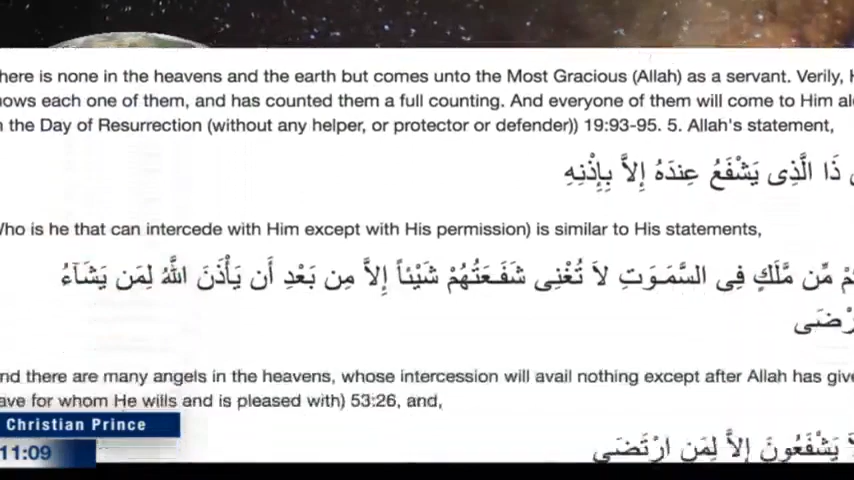 here is none in the heavens and the earth but comes unto the Most Gracious (Allah) as a servant. Verily,
ows each one of them, and has counted them a full counting. And everyone of them will come to Him
the Day of Resurrection (without any helper, or protector or defender)) 19:93-95. 5. Allah's statement,
ذَا الَّذِى يَشْفَعُ عِندَهُ إِلاَّ بِإِذْنِهِ
ho is he that can intercede with Him except with His permission) is similar to His statements,
مِّن مَّلَكٍ فِى السَّمَـوَتِ لاَ تُغْنِى شَفَـعَتُهُمْ شَيْئاً إِلاَّ مِن بَعْدِ أَن يَأْذَنَ اللَّهُ لِمَن يَشَآءُ
رْضَى
nd there are many angels in the heavens, whose intercession will avail nothing except after Allah has give
ave for whom He wills and is pleased with) 53:26, and,
Christian Prince
يَشْفَعُونَ إِلاَّ لِمَنِ ارْتَضَى
11:09